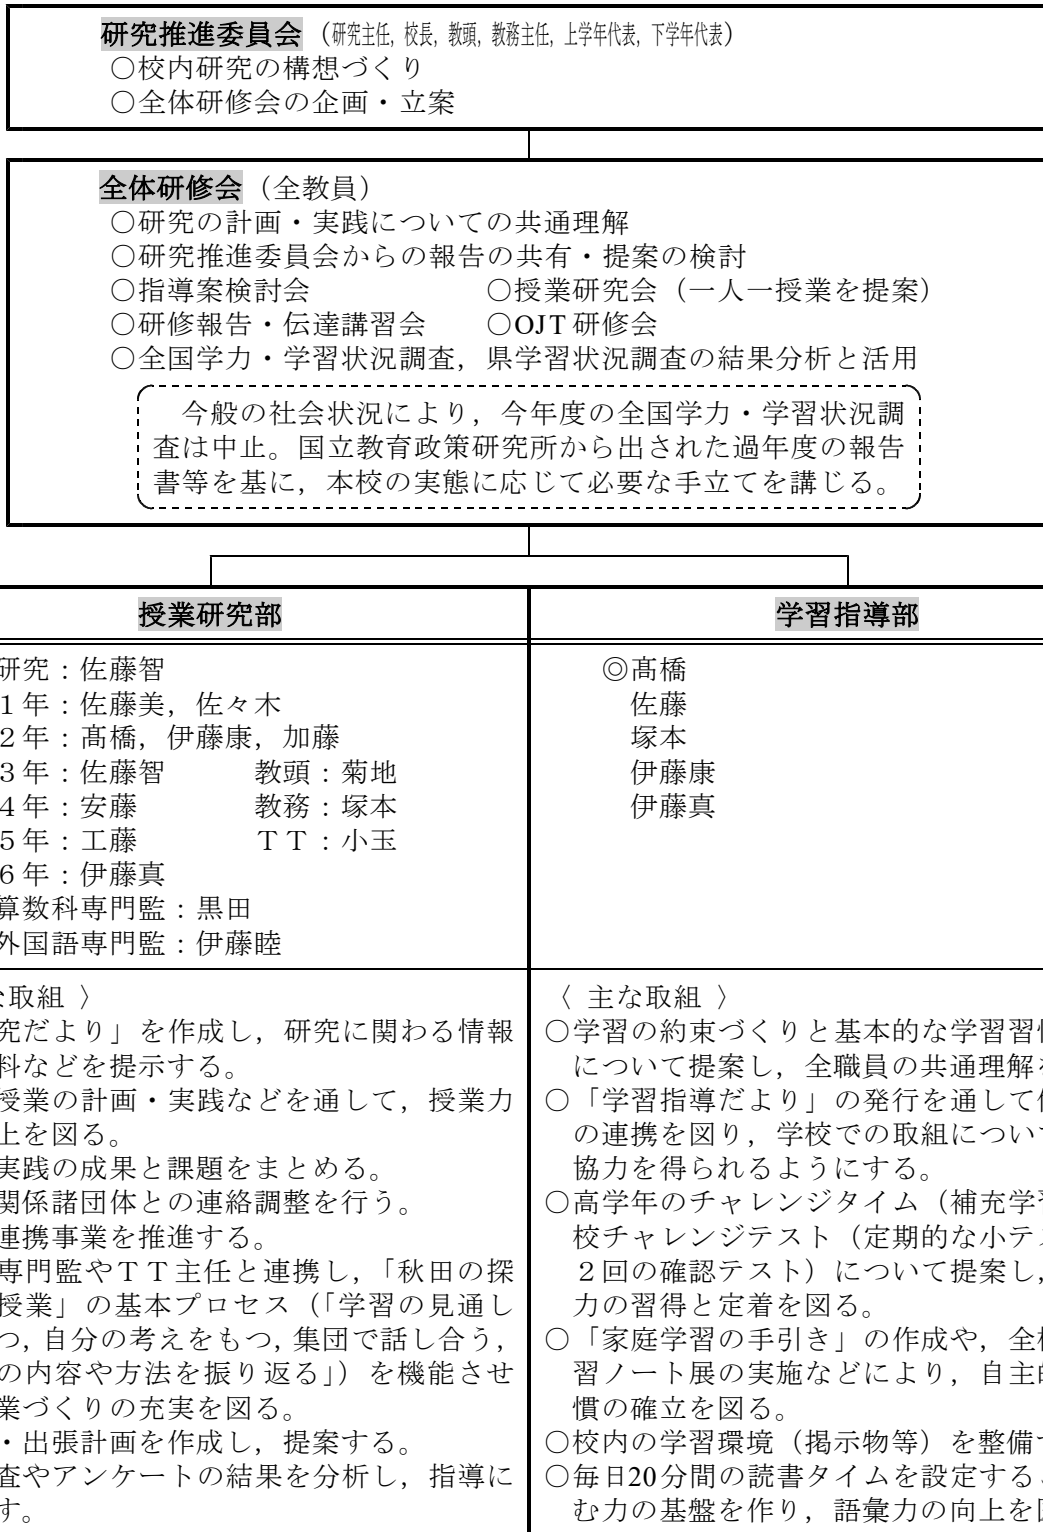 研究推進委員会（研究主任, 校長, 教頭, 教務主任, 上学年代表, 下学年代表）
○校内研究の構想づくり
○全体研修会の企画・立案
全体研修会（全教員）
○研究の計画・実践についての共通理解
○研究推進委員会からの報告の共有・提案の検討
○指導案検討会　　　　　　○授業研究会（一人一授業を提案）
○研修報告・伝達講習会　　○OJT研修会
○全国学力・学習状況調査，県学習状況調査の結果分析と活用
今般の社会状況により，今年度の全国学力・学習状況調
査は中止。国立教育政策研究所から出された過年度の報告
書等を基に，本校の実態に応じて必要な手立てを講じる。
授業研究部
研究：佐藤智
１年：佐藤美，佐々木
２年：髙橋，伊藤康，加藤
３年：佐藤智　　　教頭：菊地
４年：安藤　　　　教務：塚本
５年：工藤　　　　ＴＴ：小玉
６年：伊藤真
算数科専門監：黒田
外国語専門監：伊藤睦
な取組 〉
究だより」を作成し，研究に関わる情報
料などを提示する。
授業の計画・実践などを通して，授業力
上を図る。
実践の成果と課題をまとめる。
関係諸団体との連絡調整を行う。
連携事業を推進する。
専門監やＴＴ主任と連携し，「秋田の探
授業」の基本プロセス（「学習の見通し
つ, 自分の考えをもつ, 集団で話し合う,
の内容や方法を振り返る」）を機能させ
業づくりの充実を図る。
・出張計画を作成し，提案する。
査やアンケートの結果を分析し，指導に
す。
学習指導部
◎髙橋
佐藤
塚本
伊藤康
伊藤真
〈 主な取組 〉
○学習の約束づくりと基本的な学習習
について提案し，全職員の共通理解
○「学習指導だより」の発行を通して
の連携を図り，学校での取組につい
協力を得られるようにする。
○高学年のチャレンジタイム（補充学
校チャレンジテスト（定期的な小テ
２回の確認テスト）について提案し，
力の習得と定着を図る。
○「家庭学習の手引き」の作成や，全
習ノート展の実施などにより，自主
慣の確立を図る。
○校内の学習環境（掲示物等）を整備
○毎日20分間の読書タイムを設定する
む力の基盤を作り，語彙力の向上を